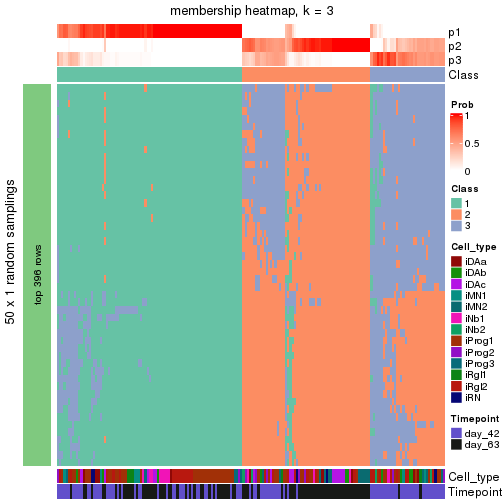 membership heatmap, k = 3
p1
p2
p3
Class
50 x 1 random samplings
top 396 rows
Prob
1
0.5
0
Class
1
2
3
Cell_type
iDAa
iDAb
iDAc
iMN1
iMN2
iNb1
iNb2
iProg1
iProg2
iProg3
iRgl1
iRgl2
iRN
Timepoint
day_42
day_63
Cell_type
Timepoint